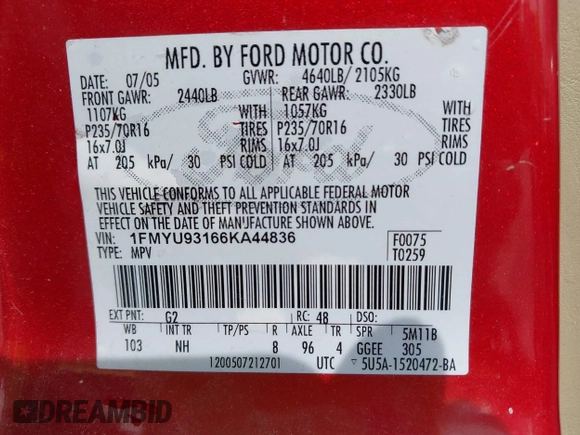 MFD. BY FORD MOTOR CO.
DATE: 07/05 GVWR: 4640LB/ 2105KG
FRONT GAWR: 2440LB REAR GAWR: 2330LB
1107KG WITH 1057KG WITH
P235/70R16 TIRES P235/70R16 TIRES
16x7.0J RIMS 16x7.0J RIMS
AT 205 kPa/ 30 PSI COLD AT 205 kPa/ 30 PSI COLD
THIS VEHICLE CONFORMS TO ALL APPLICABLE FEDERAL MOTOR
VEHICLE SAFETY AND THEFT PREVENTION STANDARDS IN
EFFECT ON THE DATE OF MANUFACTURE SHOWN ABOVE.
VIN: 1FMYU93166KA44836 F0075
TYPE: MPV T0259
EXT PNT: G2 RC: 48 DSO:
WB INT TR TP/PS R AXLE TR SPR 5M11B
103 NH 8 96 4 GGEE 305
1200507212701 UTC ▽ 5U5A-1520472-BA
Ford
DREAMBID